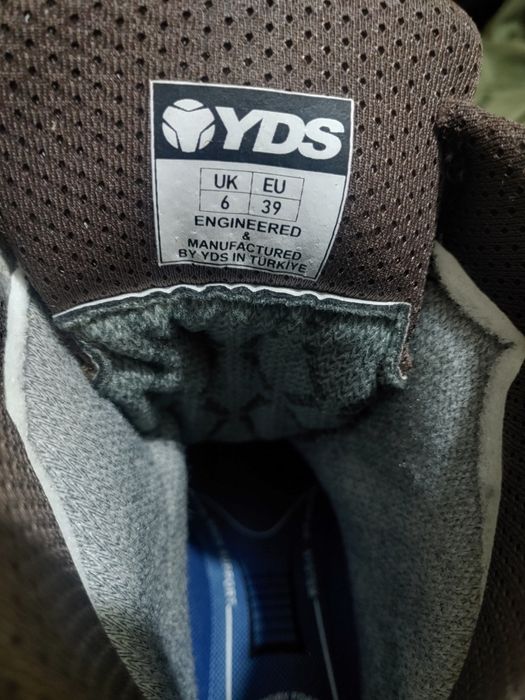 YDS
UK EU
6 39
ENGINEERED
&
MANUFACTURED
BY YDS IN TÜRKİYE